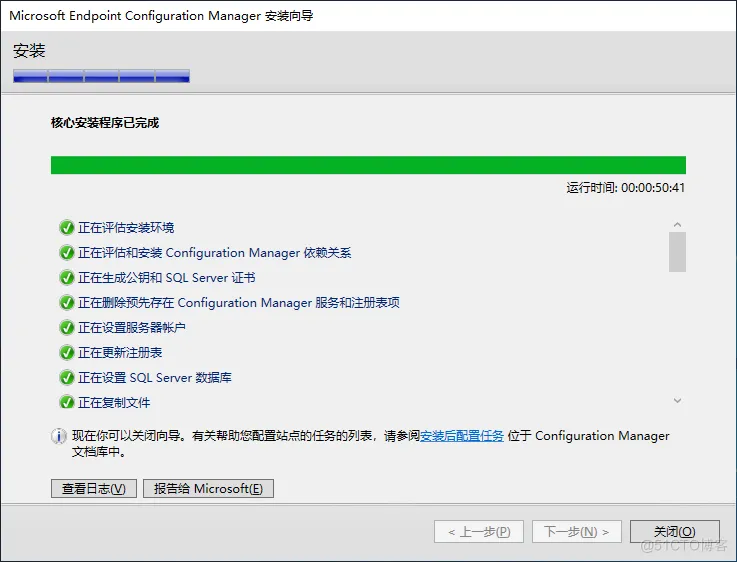 Microsoft Endpoint Configuration Manager 安装向导
安装
核心安装程序已完成
运行时间: 00:00:50:41
正在评估安装环境
正在评估和安装 Configuration Manager 依赖关系
正在生成公钥和 SQL Server 证书
正在删除预先存在 Configuration Manager 服务和注册表项
正在设置服务器帐户
正在更新注册表
正在设置 SQL Server 数据库
正在复制文件
现在你可以关闭向导。有关帮助您配置站点的任务的列表，请参阅安装后配置任务 位于 Configuration Manager
文档库中。
查看日志(V) 报告给 Microsoft(E)
< 上一步(P) 下一步(N) > 关闭(O)
@51CTO博客